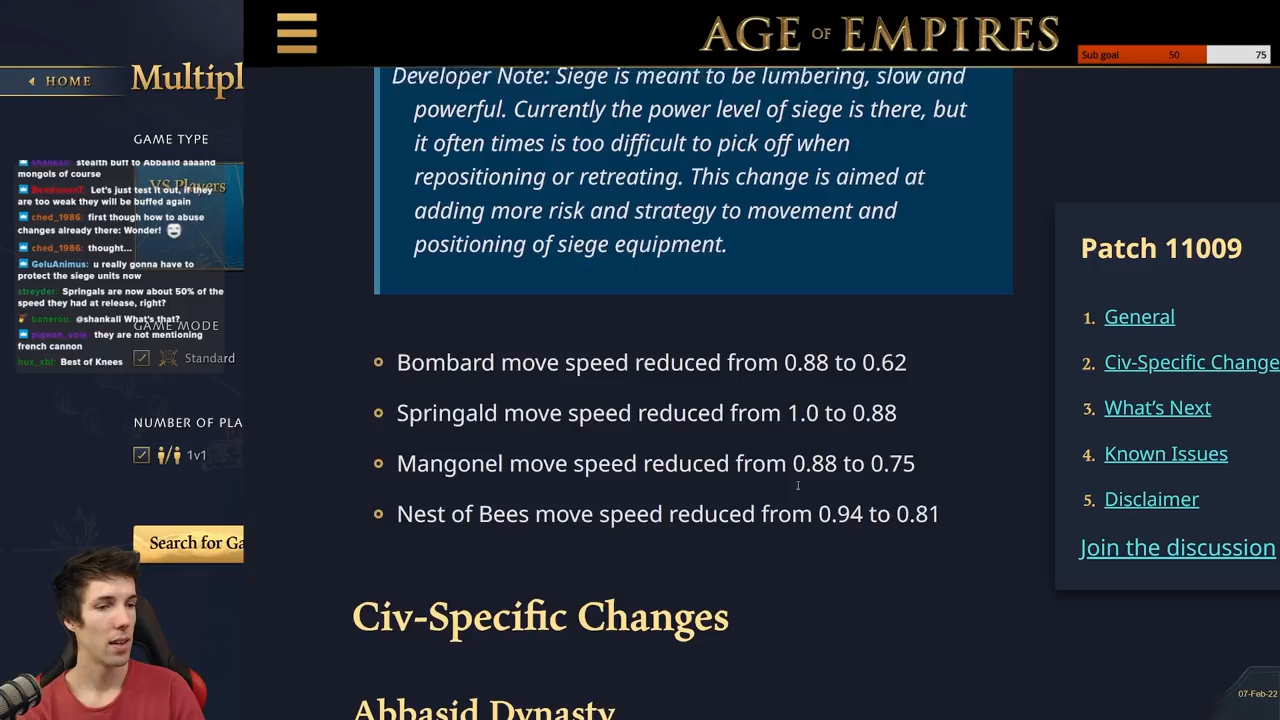 AGE OF EMPIRES
Sub goal 50 75
HOME
Multipl
GAME TYPE
VS Players
shankall: stealth buff to Abbasid aaaand
mongols of course
Let's just test it out, if they
are too weak they will be buffed again
ched_1986: first though how to abuse
changes already there: Wonder!
ched_1986: thought...
GeluAnimus: u really gonna have to
protect the siege units now
streyder: Springals are now about 50% of the
speed they had at release, right?
banerou: @shankall What's that?
GAME MODE
pigeon_vole: they are not mentioning
french cannon
hux_xbl: Best of Knees
Standard
NUMBER OF PLA
1v1
Search for Ga
Developer Note: Siege is meant to be lumbering, slow and
powerful. Currently the power level of siege is there, but
it often times is too difficult to pick off when
repositioning or retreating. This change is aimed at
adding more risk and strategy to movement and
positioning of siege equipment.
Bombard move speed reduced from 0.88 to 0.62
Springald move speed reduced from 1.0 to 0.88
Mangonel move speed reduced from 0.88 to 0.75
Nest of Bees move speed reduced from 0.94 to 0.81
Civ-Specific Changes
Abbasid Dynasty
Patch 11009
1. General
2. Civ-Specific Change
3. What's Next
4. Known Issues
5. Disclaimer
Join the discussion
07-Feb-22